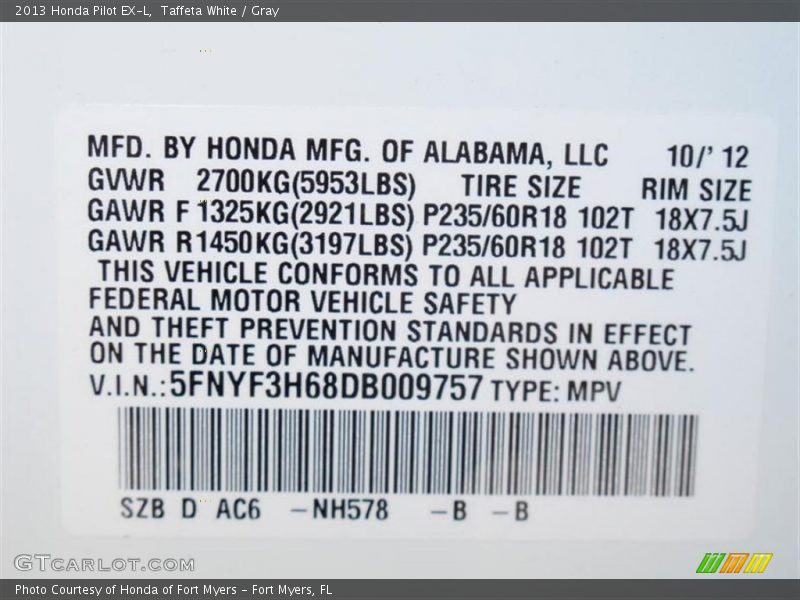 2013 Honda Pilot EX-L, Taffeta White / Gray
MFD. BY HONDA MFG. OF ALABAMA, LLC 10/' 12
GVWR 2700KG(5953LBS) TIRE SIZE RIM SIZE
GAWR F 1325KG(2921LBS) P235/60R18 102T 18X7.5J
GAWR R1450KG(3197LBS) P235/60R18 102T 18X7.5J
THIS VEHICLE CONFORMS TO ALL APPLICABLE
FEDERAL MOTOR VEHICLE SAFETY
AND THEFT PREVENTION STANDARDS IN EFFECT
ON THE DATE OF MANUFACTURE SHOWN ABOVE.
V.I.N.: 5FNYF3H68DB009757 TYPE: MPV
SZB D AC6 -NH578 -B -B
GTCARLOT.COM
Photo Courtesy of Honda of Fort Myers - Fort Myers, FL